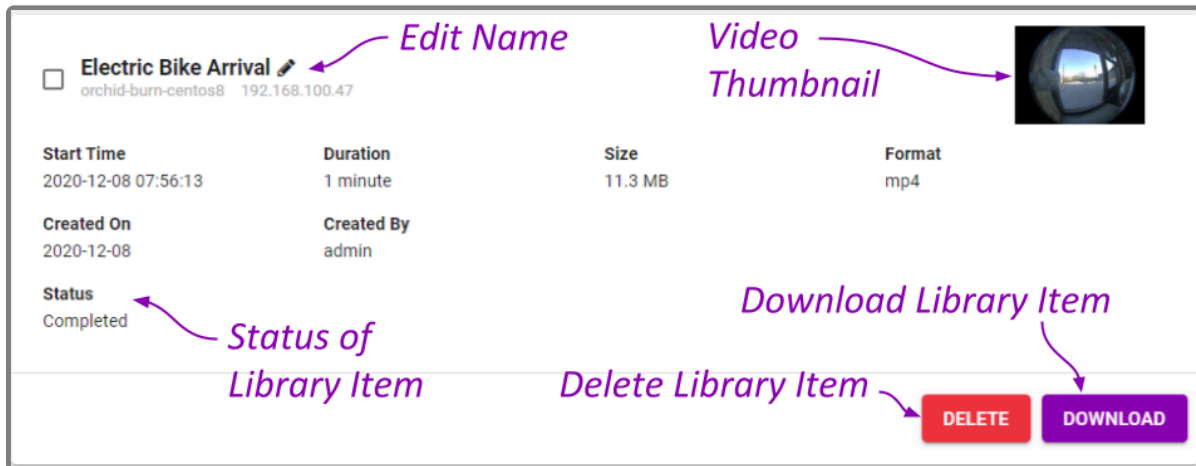 Edit Name
Video
Thumbnail
Electric Bike Arrival
orchid-burn-centos8 192.168.100.47
Start Time Duration Size Format
2020-12-08 07:56:13 1 minute 11.3 MB mp4
Created On Created By
2020-12-08 admin
Status
Completed
Status of
Library Item
Download Library Item
Delete Library Item
DELETE DOWNLOAD